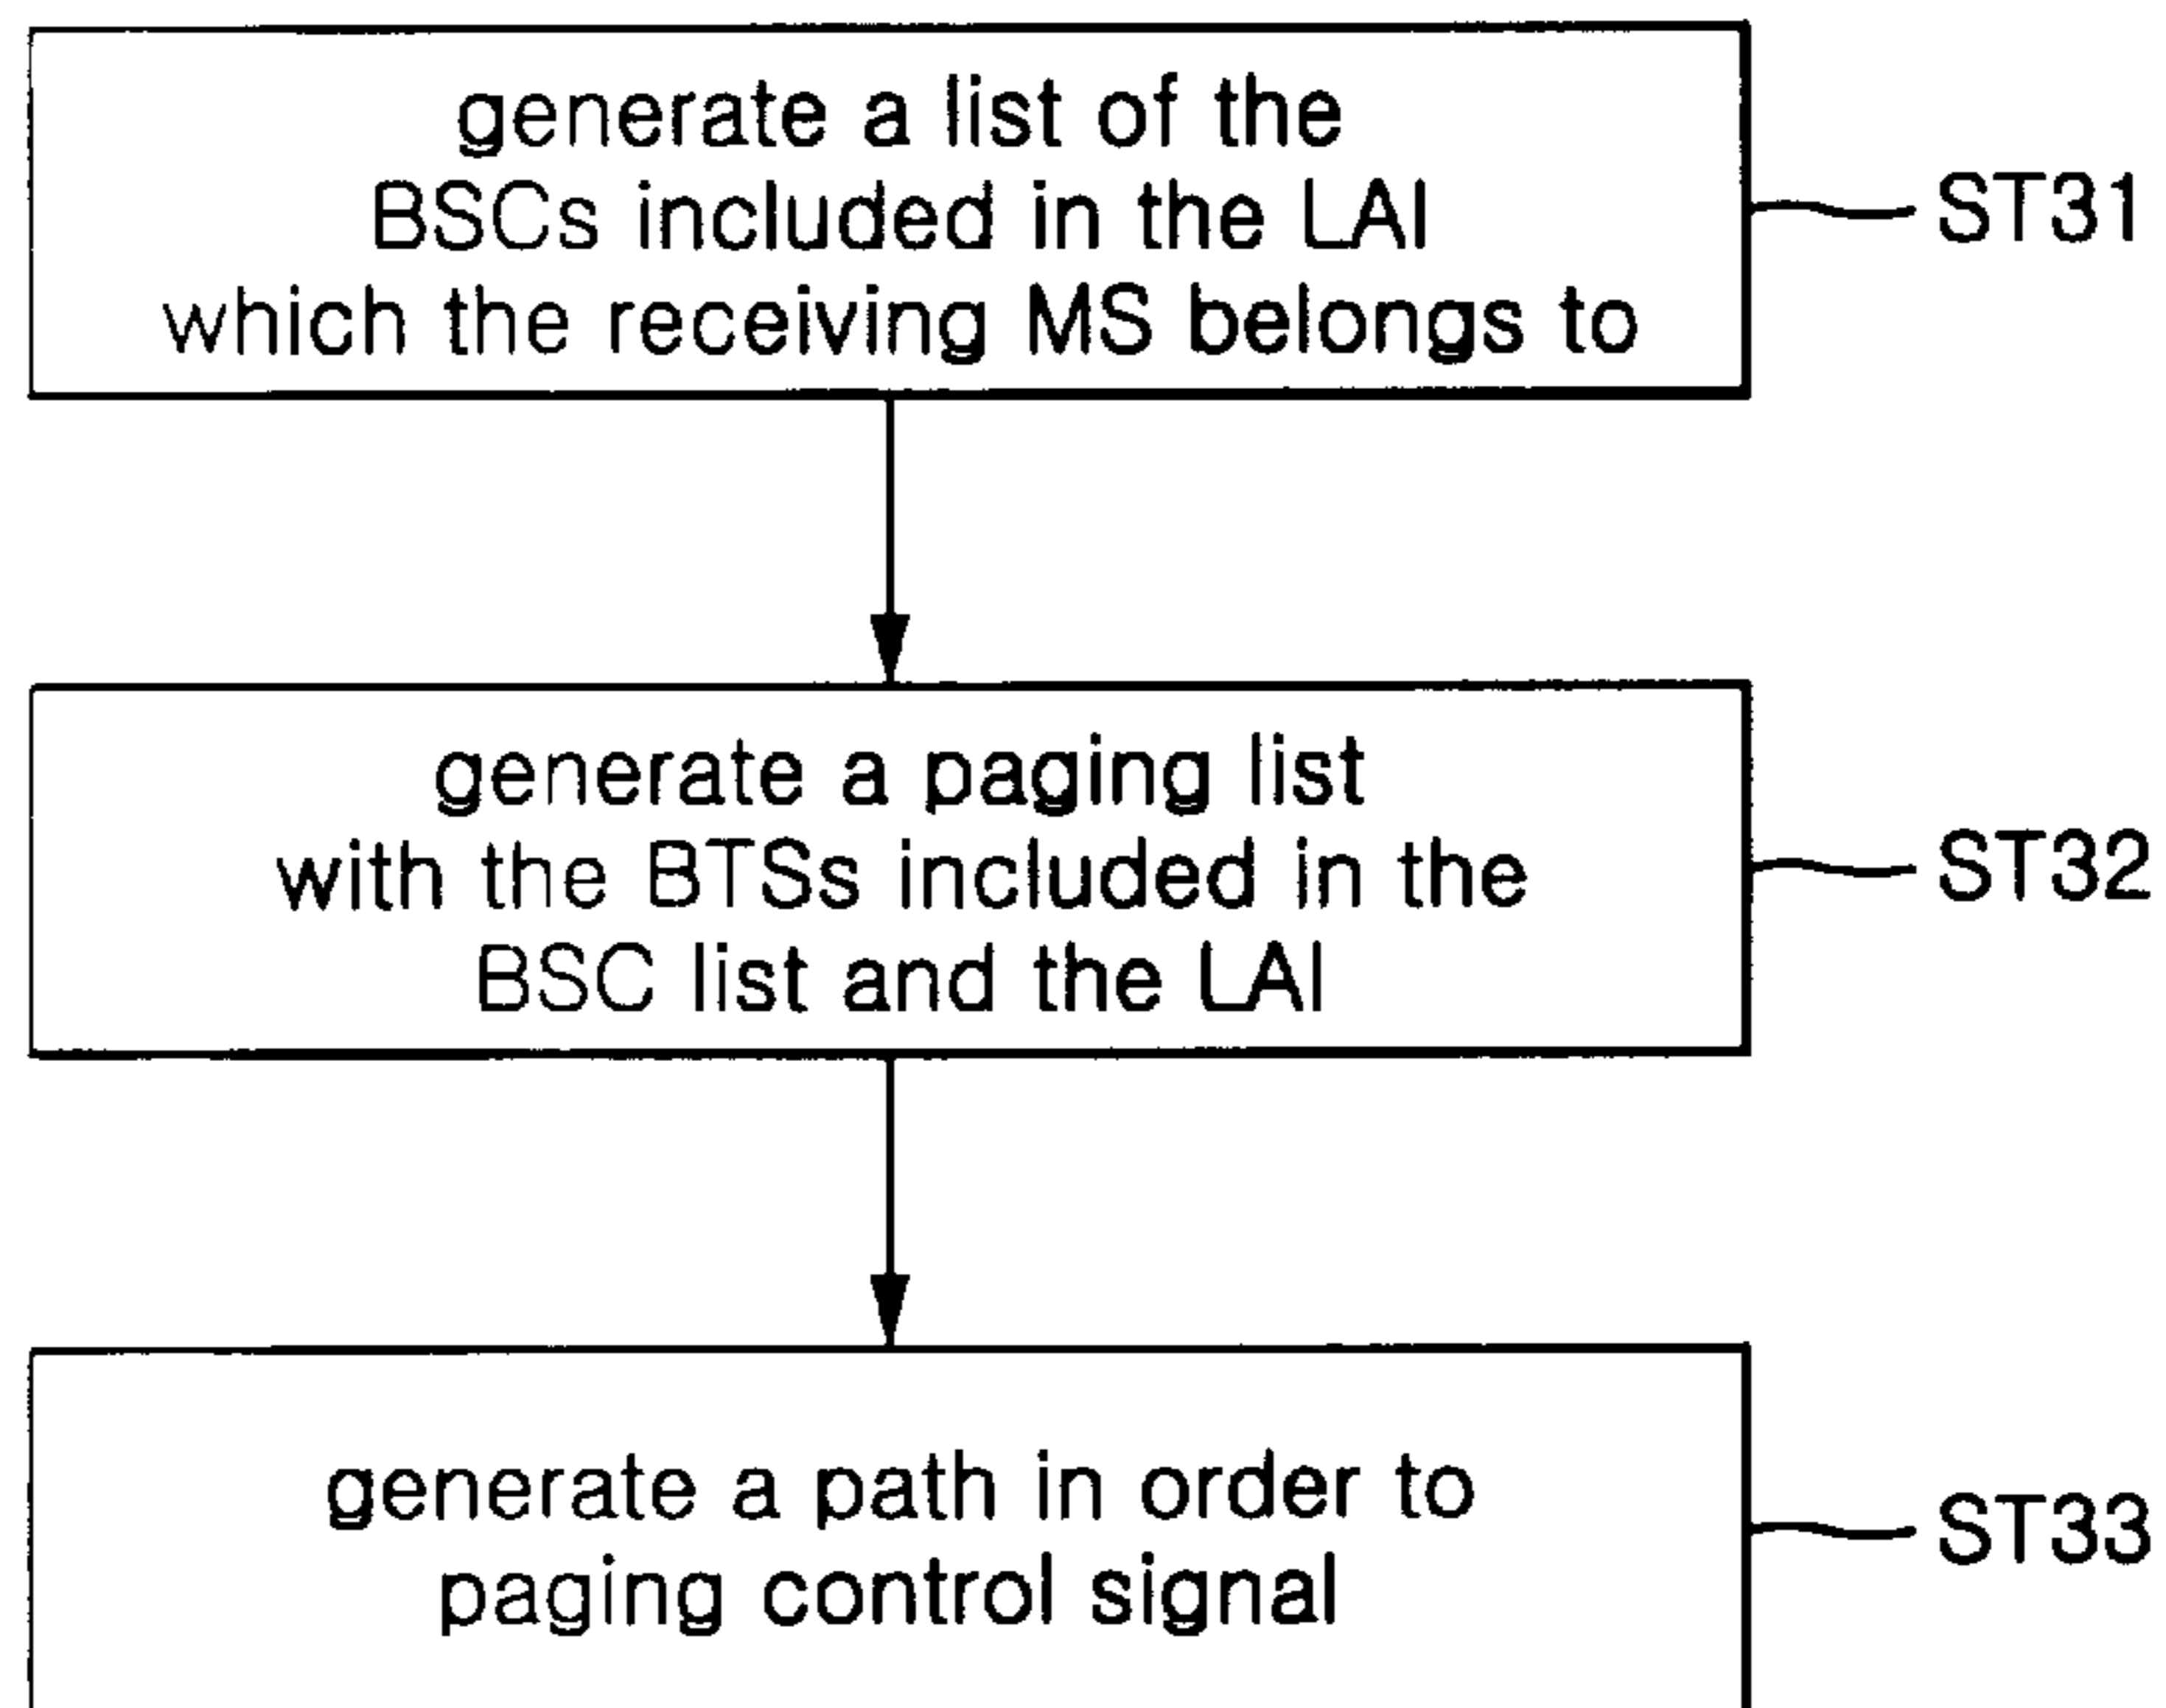 generate a list of the
BSCs included in the LAI
which the receiving MS belongs to
ST31
generate a paging list
with the BTSs included in the
BSC list and the LAI
ST32
generate a path in order to
paging control signal
ST33